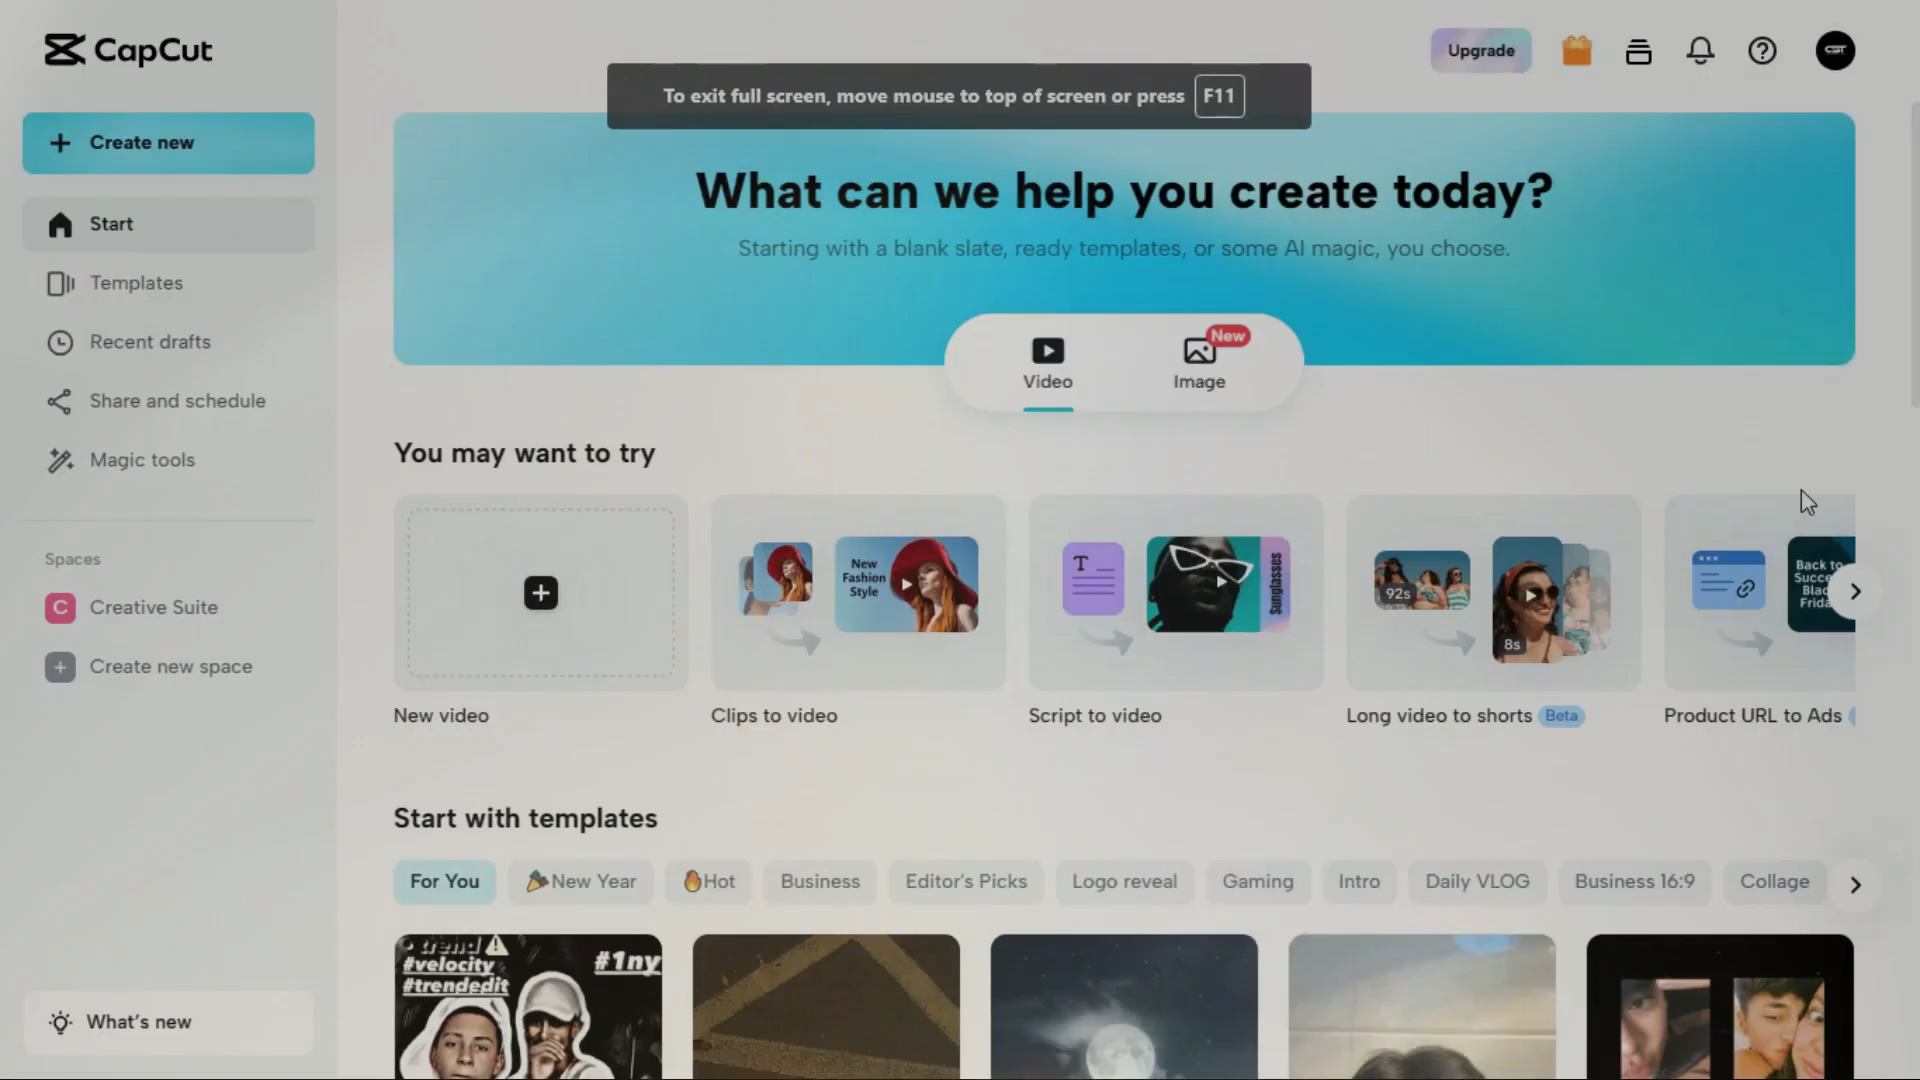 CapCut
Upgrade
To exit full screen, move mouse to top of screen or press F11
Create new
Start
Templates
Recent drafts
Share and schedule
Magic tools
Spaces
C Creative Suite
Create new space
What's new
What can we help you create today?
Starting with a blank slate, ready templates, or some AI magic, you choose.
Video
Image
New
You may want to try
New
Fashion
Style
T
Sunglasses
92s
8s
Back to
New video
Clips to video
Script to video
Long video to shorts Beta
Product URL to Ads
Start with templates
For You
New Year
Hot
Business
Editor's Picks
Logo reveal
Gaming
Intro
Daily VLOG
Business 16:9
Collage
trend
#velocity
#trendedit
#1ny